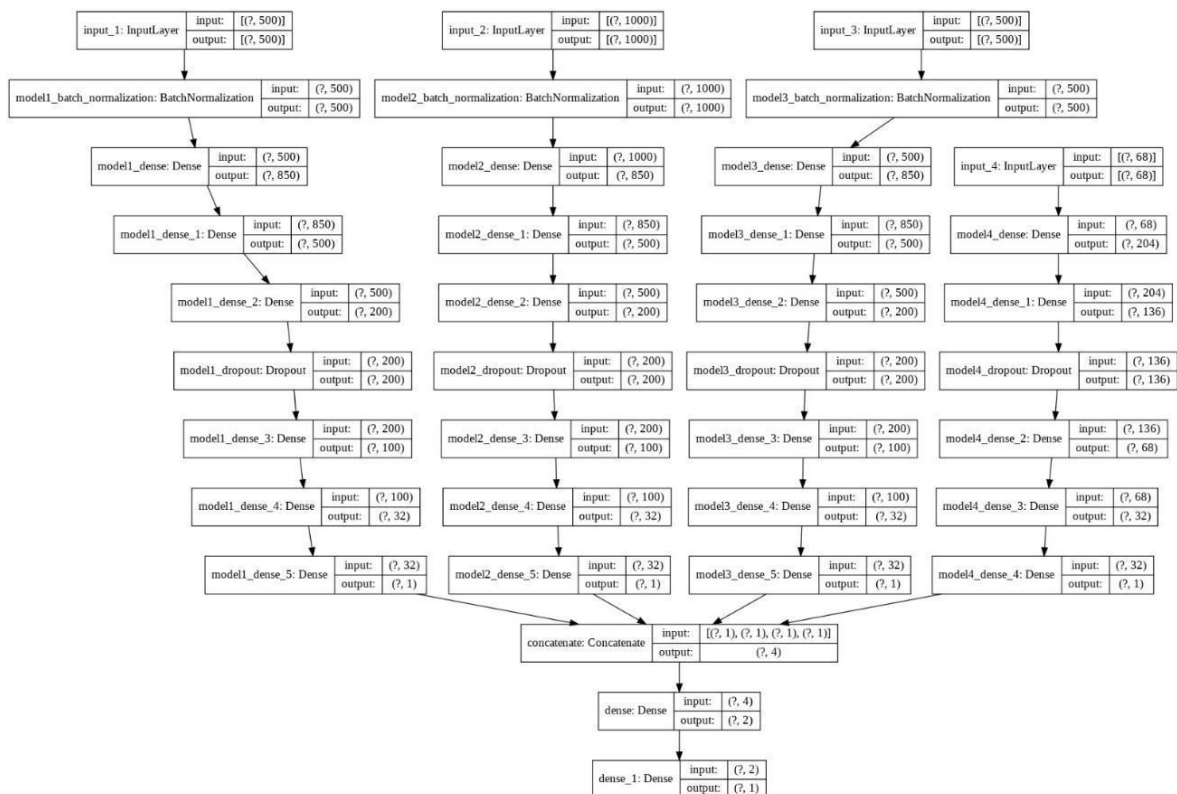 input_1: InputLayer input: [(?, 500)] output: [(?, 500)]
input_2: InputLayer input: [(?, 1000)] output: [(?, 1000)]
input_3: InputLayer input: [(?, 500)] output: [(?, 500)]
model1_batch_normalization: BatchNormalization input: (?, 500) output: (?, 500)
model2_batch_normalization: BatchNormalization input: (?, 1000) output: (?, 1000)
model3_batch_normalization: BatchNormalization input: (?, 500) output: (?, 500)
model1_dense: Dense input: (?, 500) output: (?, 850)
model2_dense: Dense input: (?, 1000) output: (?, 850)
model3_dense: Dense input: (?, 500) output: (?, 850)
input_4: InputLayer input: [(?, 68)] output: [(?, 68)]
model1_dense_1: Dense input: (?, 850) output: (?, 500)
model2_dense_1: Dense input: (?, 850) output: (?, 500)
model3_dense_1: Dense input: (?, 850) output: (?, 500)
model4_dense: Dense input: (?, 68) output: (?, 204)
model1_dense_2: Dense input: (?, 500) output: (?, 200)
model2_dense_2: Dense input: (?, 500) output: (?, 200)
model3_dense_2: Dense input: (?, 500) output: (?, 200)
model4_dense_1: Dense input: (?, 204) output: (?, 136)
model1_dropout: Dropout input: (?, 200) output: (?, 200)
model2_dropout: Dropout input: (?, 200) output: (?, 200)
model3_dropout: Dropout input: (?, 200) output: (?, 200)
model4_dropout: Dropout input: (?, 136) output: (?, 136)
model1_dense_3: Dense input: (?, 200) output: (?, 100)
model2_dense_3: Dense input: (?, 200) output: (?, 100)
model3_dense_3: Dense input: (?, 200) output: (?, 100)
model4_dense_2: Dense input: (?, 136) output: (?, 68)
model1_dense_4: Dense input: (?, 100) output: (?, 32)
model2_dense_4: Dense input: (?, 100) output: (?, 32)
model3_dense_4: Dense input: (?, 100) output: (?, 32)
model4_dense_3: Dense input: (?, 68) output: (?, 32)
model1_dense_5: Dense input: (?, 32) output: (?, 1)
model2_dense_5: Dense input: (?, 32) output: (?, 1)
model3_dense_5: Dense input: (?, 32) output: (?, 1)
model4_dense_4: Dense input: (?, 32) output: (?, 1)
concatenate: Concatenate input: [(?, 1), (?, 1), (?, 1), (?, 1)] output: (?, 4)
dense: Dense input: (?, 4) output: (?, 2)
dense_1: Dense input: (?, 2) output: (?, 1)